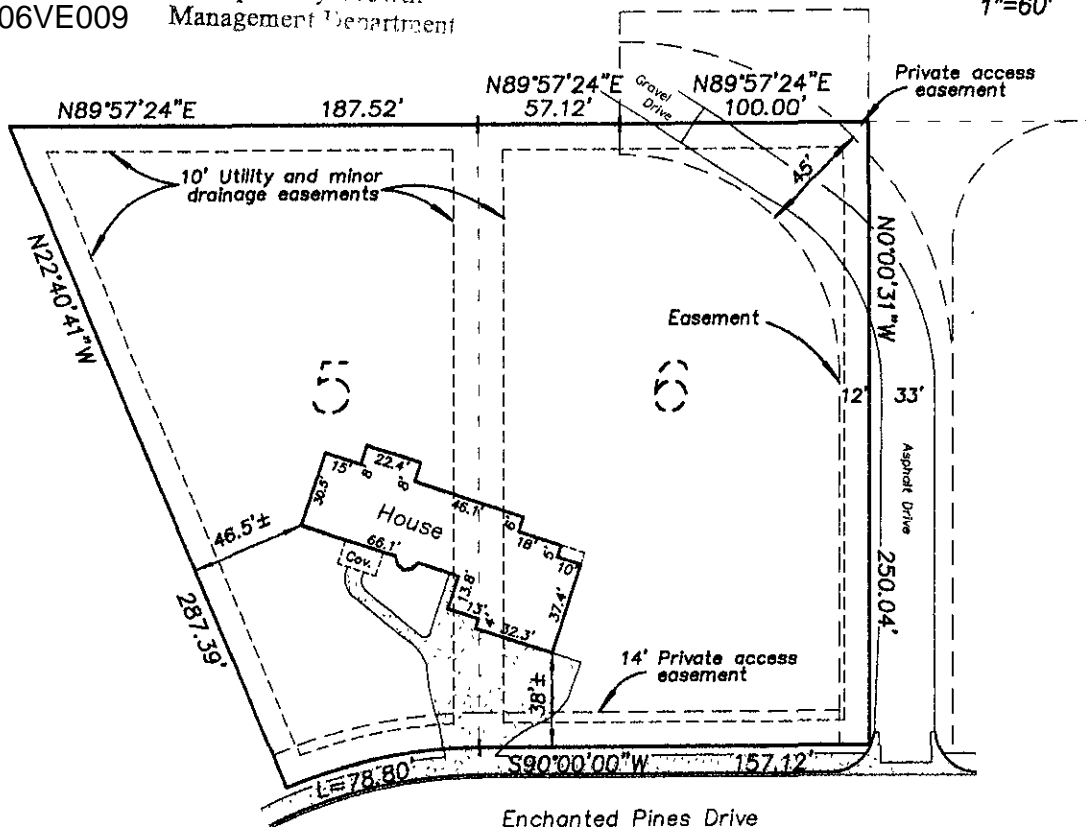 06VE009
Management Department
1"=60'
N89°57'24"E 187.52'
N89°57'24"E
57.12'
N89°57'24"E
100.00'
Gravel
Drive
Private access
easement
10' Utility and minor
drainage easements
45'
N22°40'41"W
287.39'
N0°00'31"W
250.04'
Easement
12'
33'
Asphalt Drive
5
6
15'
8'
22.4'
8'
46.1'
6'
18'
5'
10'
30.5'
House
46.5'±
66.1'
Cov.
13.8'
13'
4'
32.3'
37.4'
38'±
14' Private access
easement
L=78.80'
S90°00'00"W 157.12'
Enchanted Pines Drive